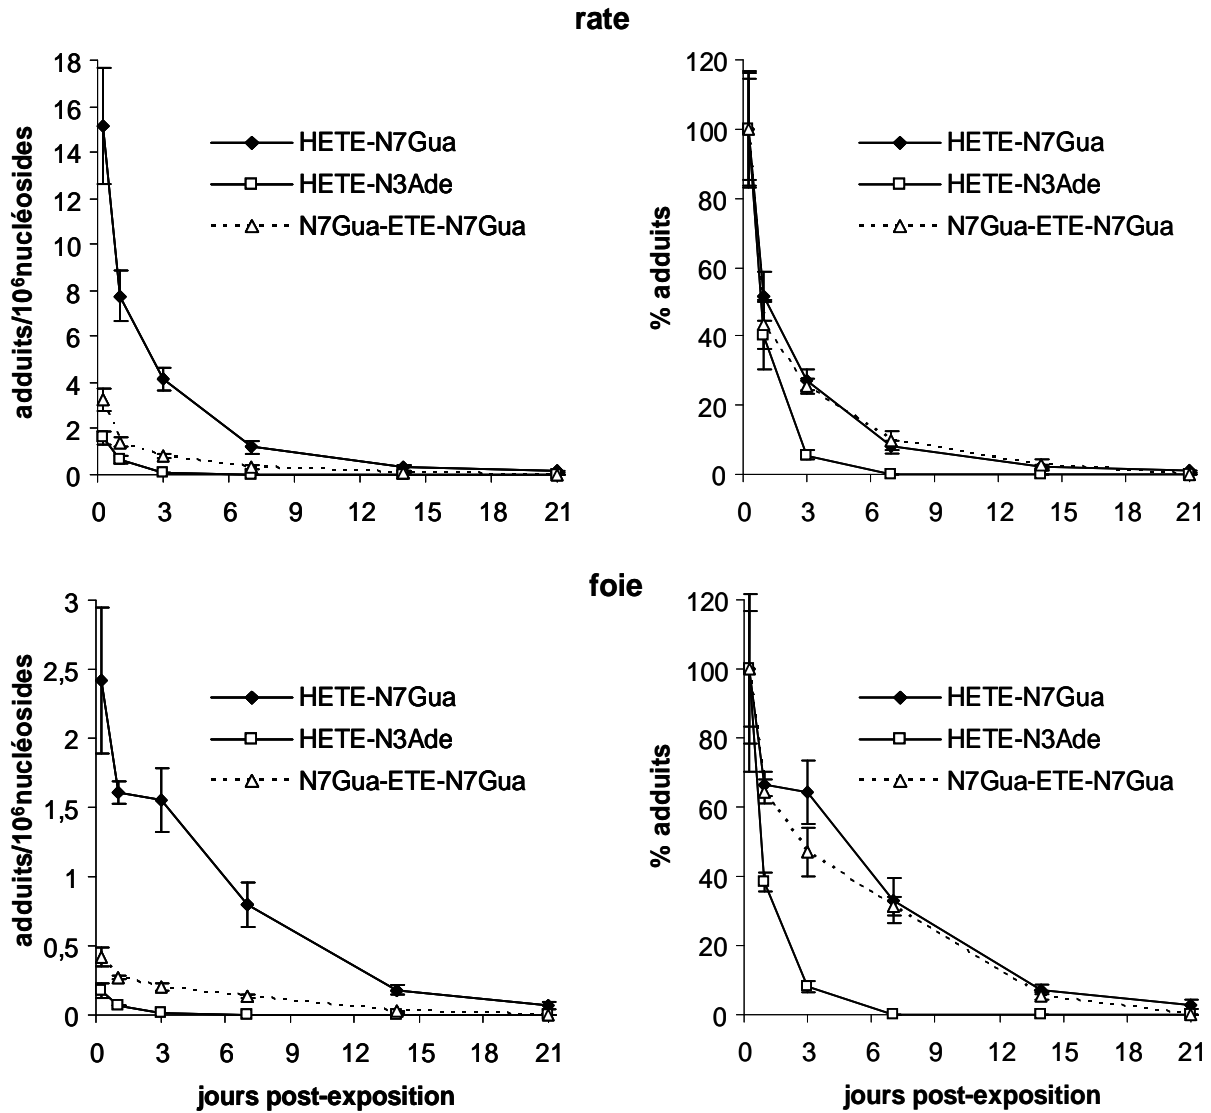 rate
18
16
14
12
10
8
6
4
2
0
adduits/10⁶nucléosides
HETE-N7Gua
HETE-N3Ade
N7Gua-ETE-N7Gua
0 3 6 9 12 15 18 21
120
100
80
60
40
20
0
% adduits
HETE-N7Gua
HETE-N3Ade
N7Gua-ETE-N7Gua
0 3 6 9 12 15 18 21
foie
3
2,5
2
1,5
1
0,5
0
adduits/10⁶nucléosides
HETE-N7Gua
HETE-N3Ade
N7Gua-ETE-N7Gua
0 3 6 9 12 15 18 21
jours post-exposition
120
100
80
60
40
20
0
% adduits
HETE-N7Gua
HETE-N3Ade
N7Gua-ETE-N7Gua
0 3 6 9 12 15 18 21
jours post-exposition